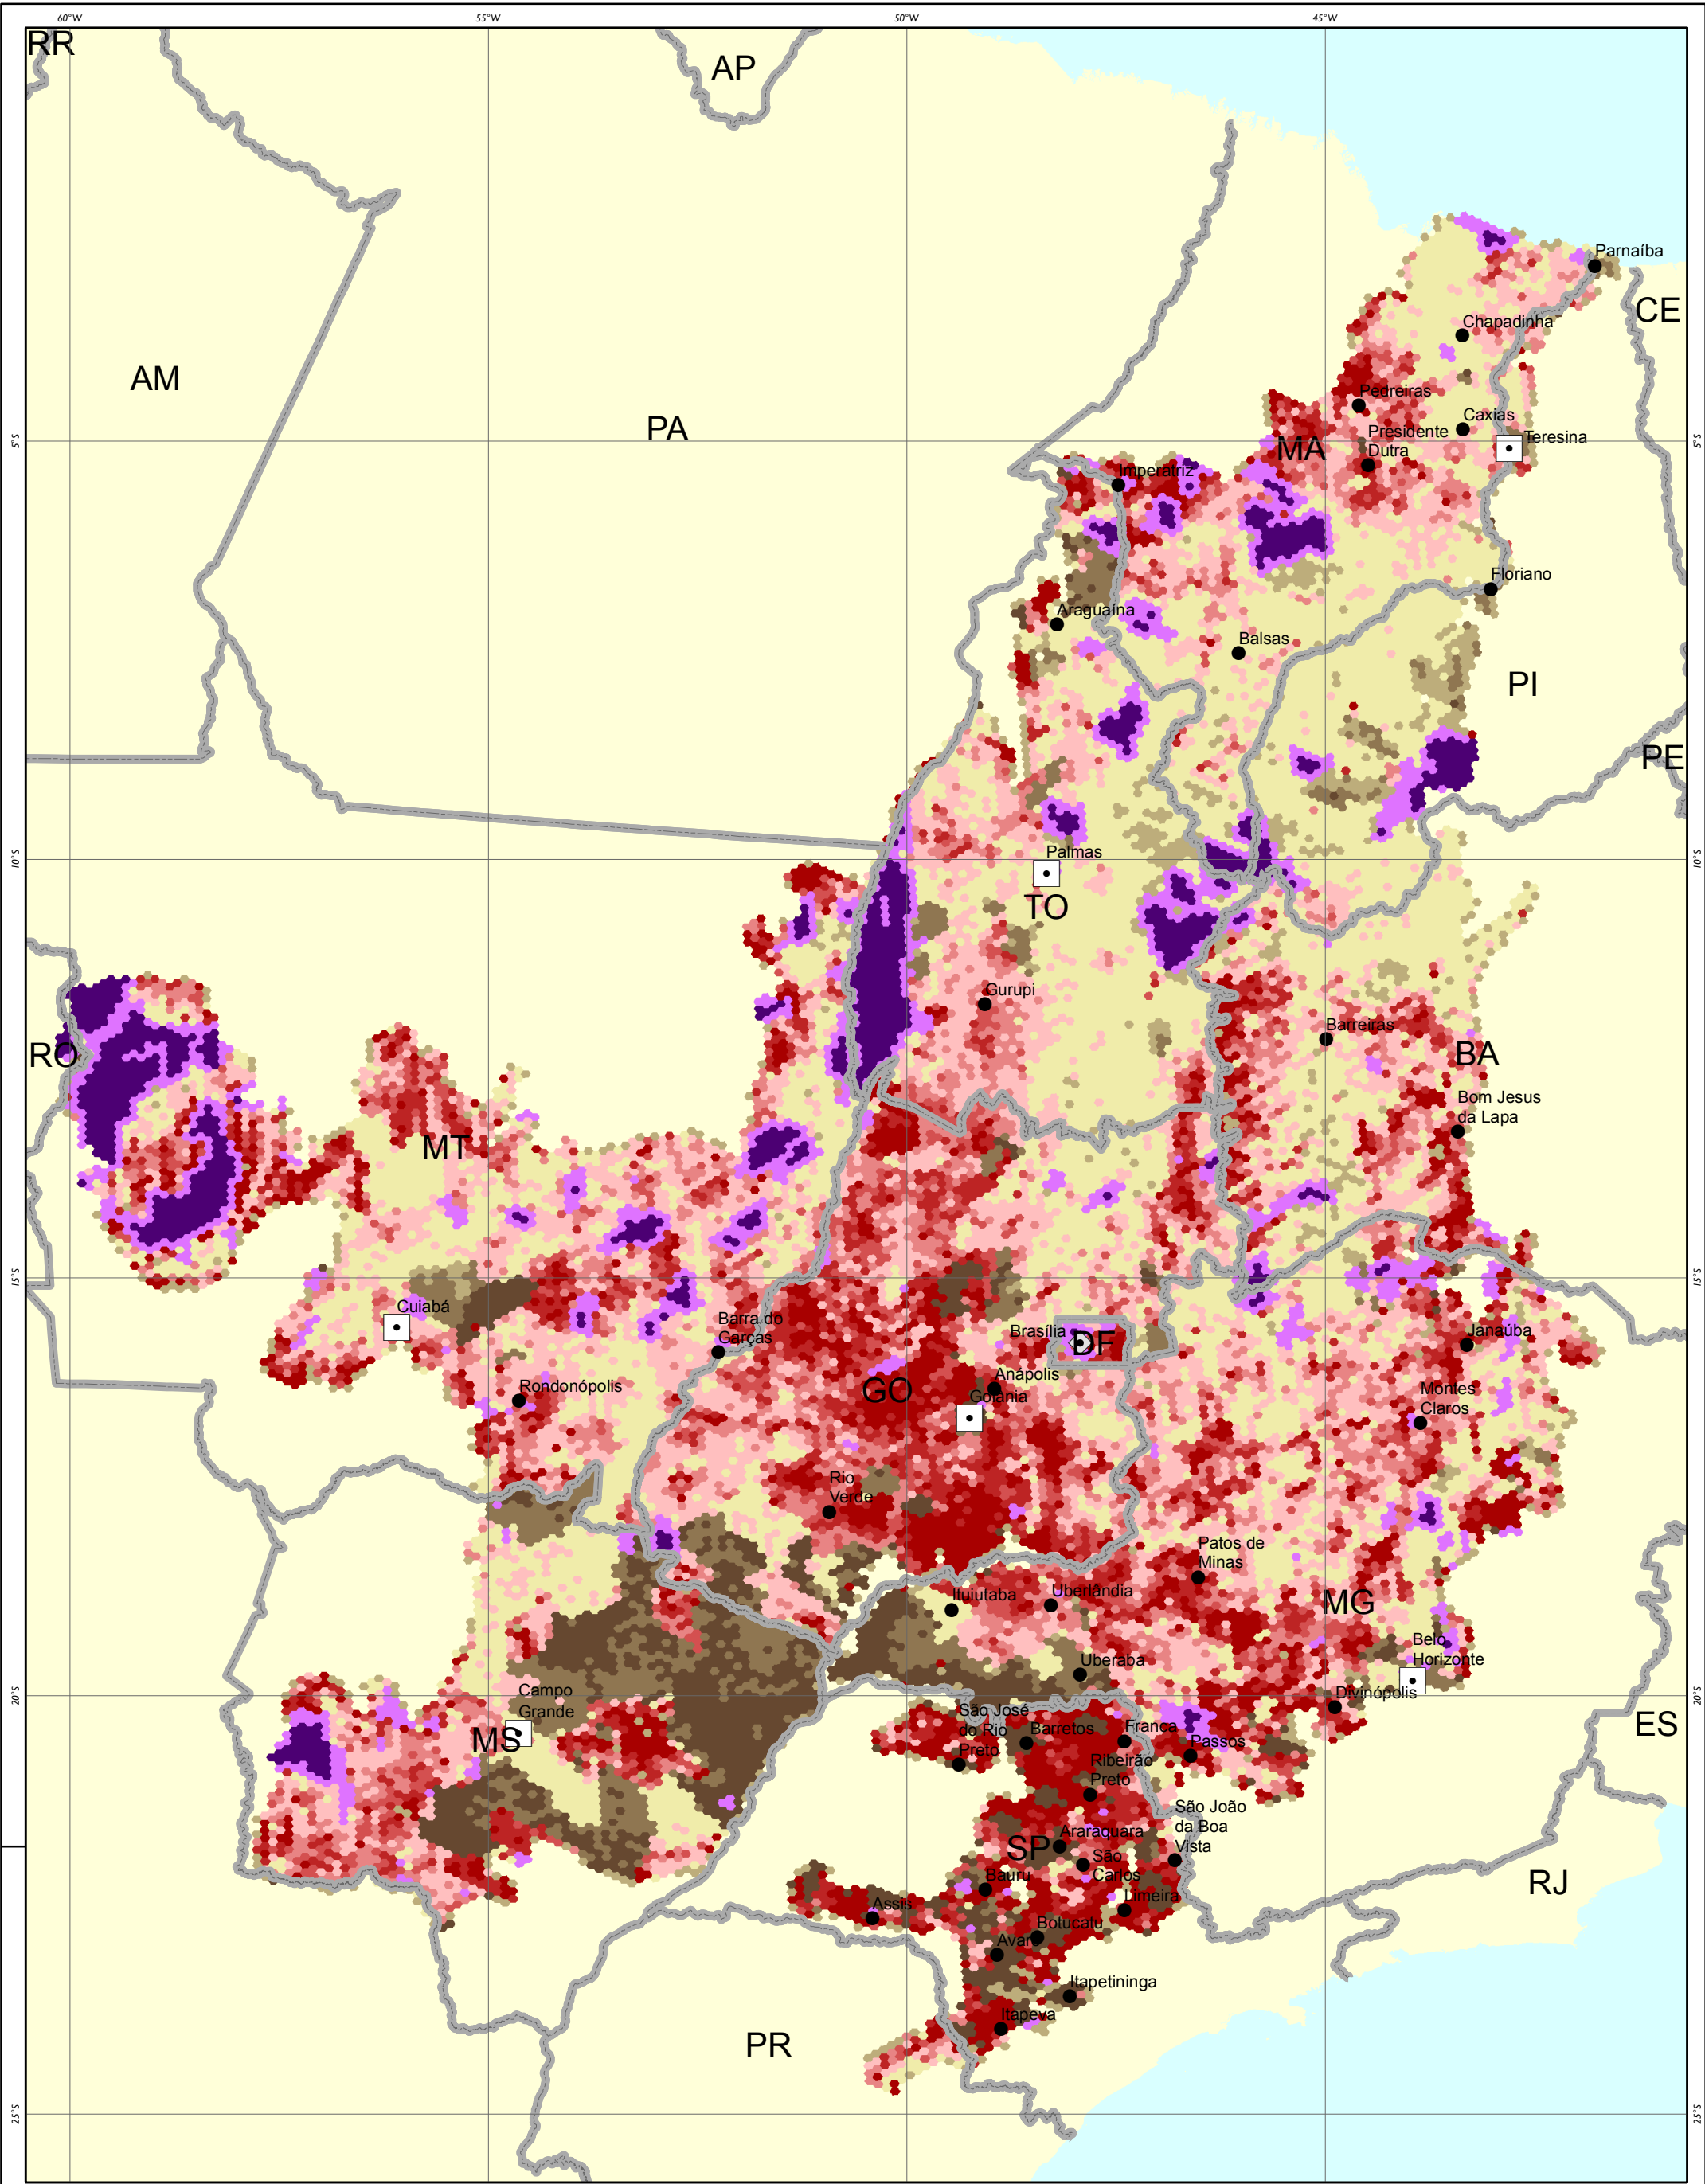 60°W
55°W
50°W
45°W
RR
AP
Parnaíba
CE
Chapadinha
AM
Pedreiras
Caxias
PA
Presidente
Dutra
Teresina
5°S
5°S
MA
Imperatriz
Floriano
Araguaína
Balsas
PI
PE
Palmas
10°S
10°S
TO
Gurupi
Barreiras
RO
BA
Bom Jesus
da Lapa
MT
15°S
15°S
Cuiabá
Barra do
Garças
Brasília
DF
Janaúba
Rondonópolis
GO
Anápolis
Goiânia
Montes
Claros
Rio
Verde
Patos de
Minas
Ituiutaba
Uberlândia
MG
Belo
Horizonte
Uberaba
Campo
Grande
Divinópolis
20°S
20°S
São José
do Rio
Preto
Barretos
Franca
ES
MS
Passos
Ribeirão
Preto
São João
da Boa
Vista
Araraquara
SP
São
Carlos
Bauru
RJ
Assis
Limeira
Botucatu
Avaré
Itapetininga
Itapeva
PR
25°S
25°S